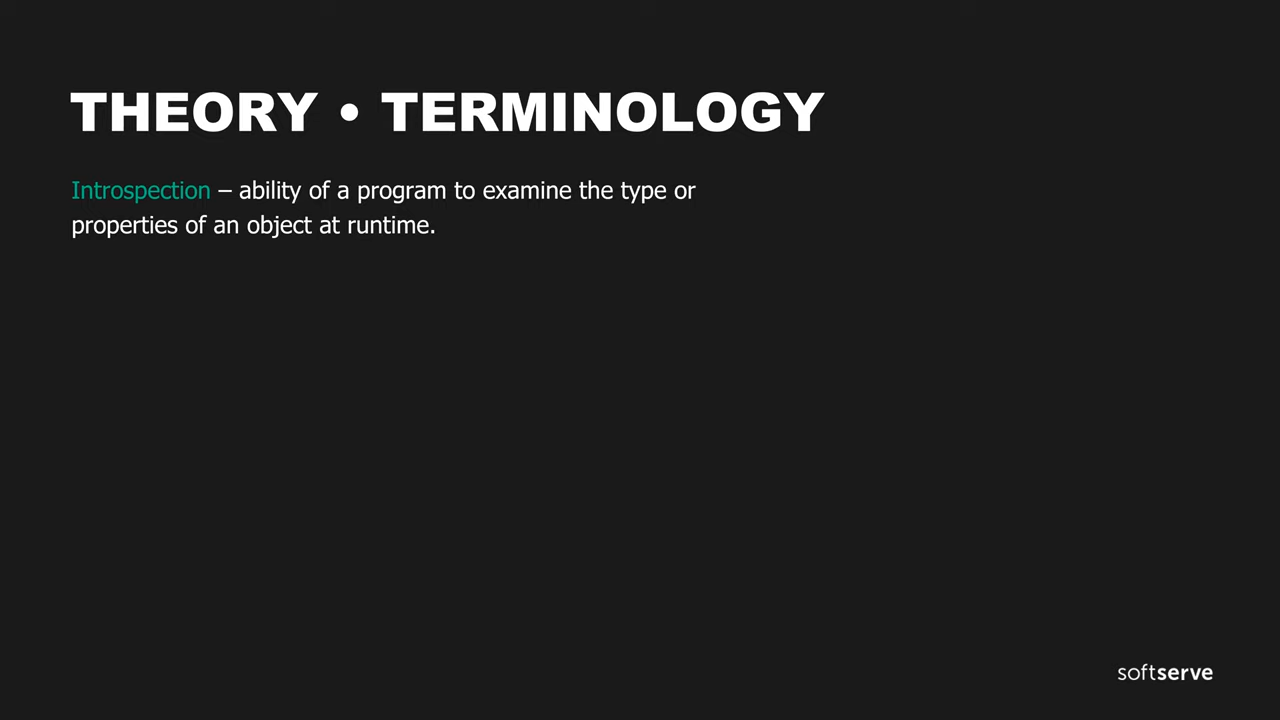 THEORY • TERMINOLOGY
Introspection – ability of a program to examine the type or
properties of an object at runtime.
softserve